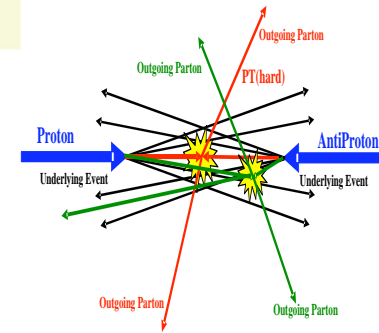 Outgoing Parton
Outgoing Parton
PT(hard)
Proton
AntiProton
Underlying Event
Underlying Event
Outgoing Parton
Outgoing Parton